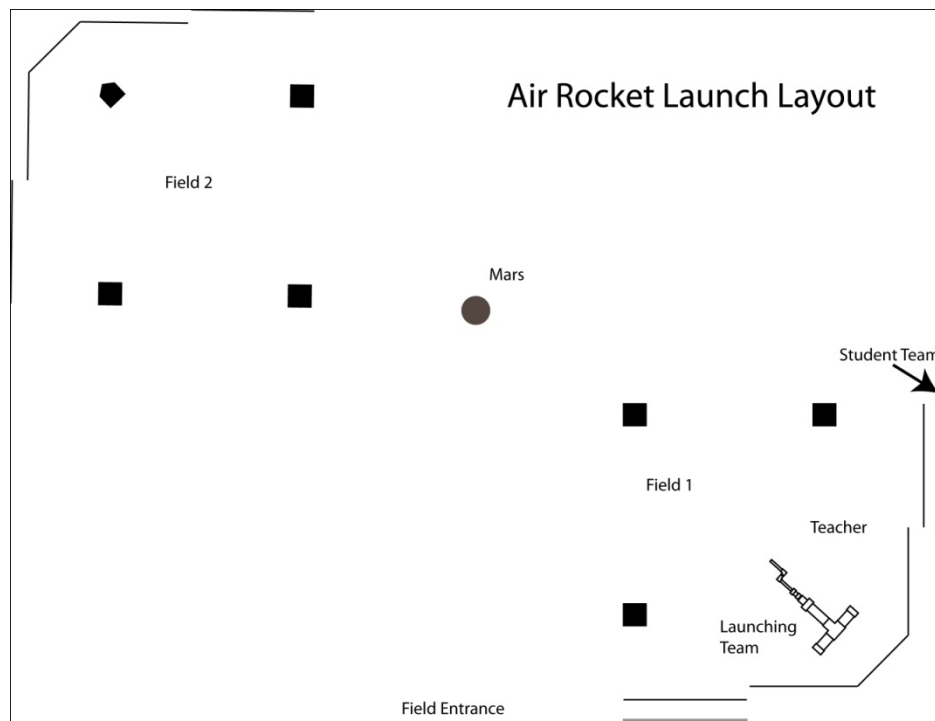 Air Rocket Launch Layout
Field 2
Mars
Student Team
Field 1
Teacher
Launching
Team
Field Entrance